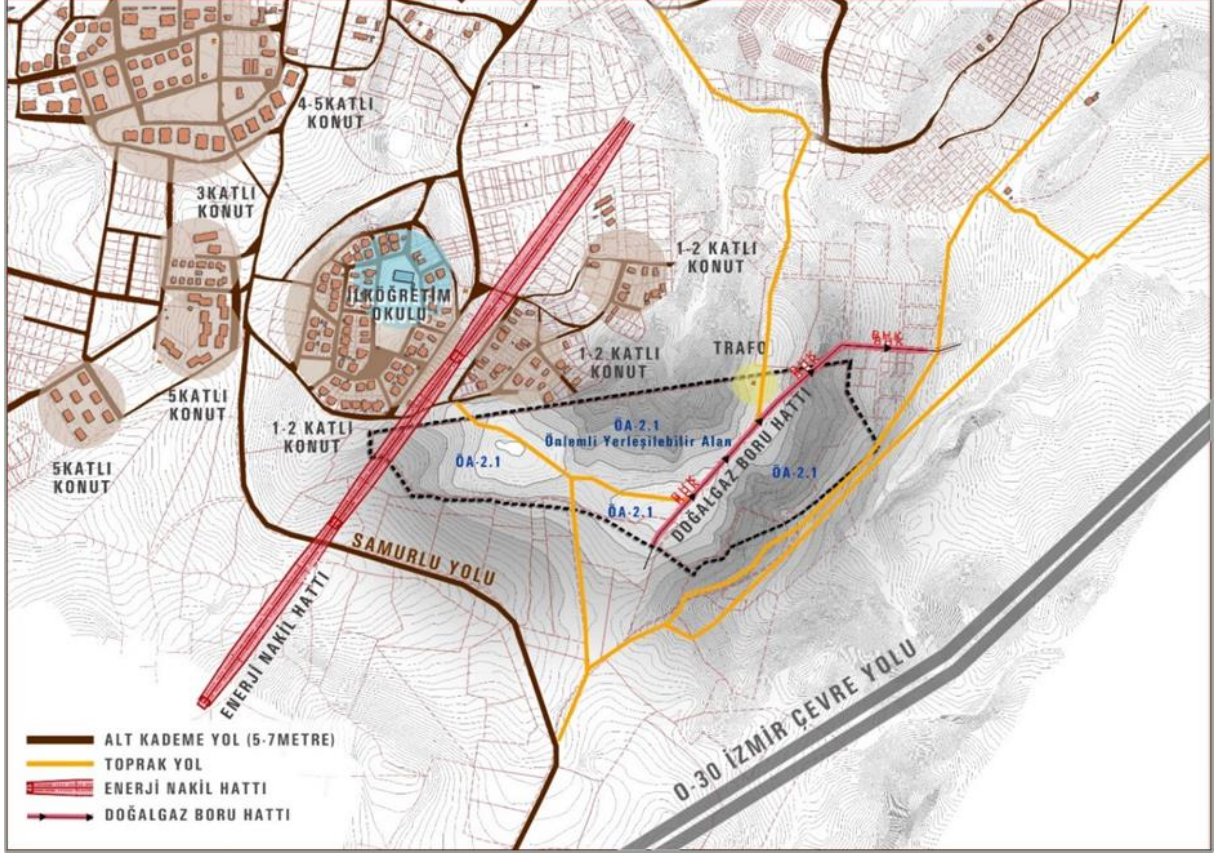 4-5KATLI
KONUT
3KATLI
KONUT
1-2 KATLI
KONUT
İLKÖĞRETİM
OKULU
TRAFO
BHK
BHK
1-2 KATLI
KONUT
5KATLI
KONUT
1-2 KATLI
KONUT
5KATLI
KONUT
ÖA-2.1
Önlemli Yerleşilebilir Alan
ÖA-2.1
ÖA-2.1
BHK
ÖA-2.1
DOĞALGAZ BORU HATTI
SAMURLU YOLU
ENERJİ NAKİL HATTI
O-30 İZMİR ÇEVRE YOLU
ALT KADEME YOL (5-7METRE)
TOPRAK YOL
ENERJİ NAKİL HATTI
DOĞALGAZ BORU HATTI